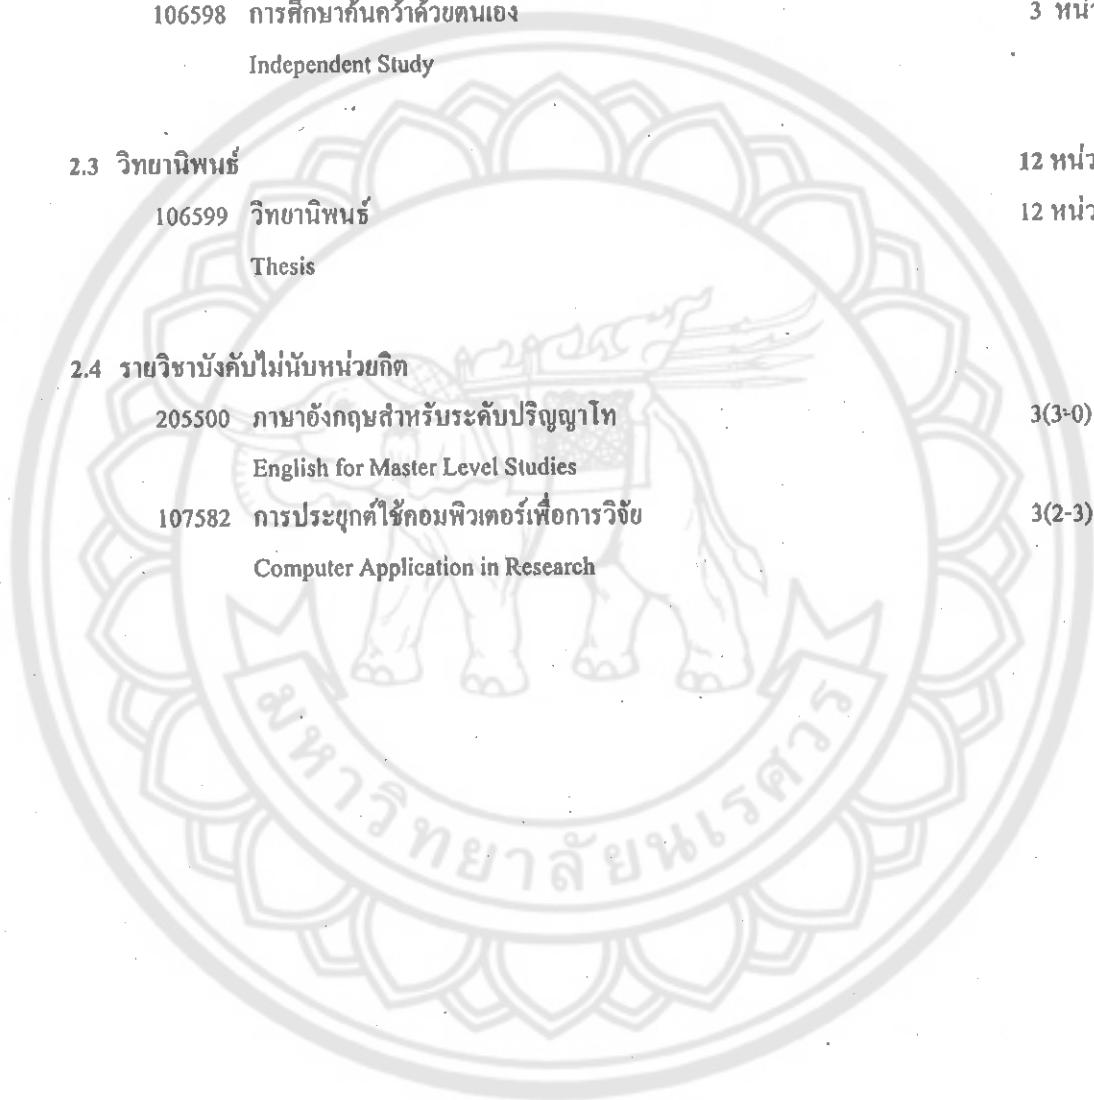 106598 การศึกษาค้นคว้าด้วยตนเอง 3
Independent Study
2.3 วิทยานิพนธ์ 12
106599 วิทยานิพนธ์ 12
Thesis
2.4 รายวิชาบังคับไม่นับหน่วยกิต
205500 ภาษาอังกฤษสำหรับระดับปริญญาโท 3(3-0)
English for Master Level Studies
107582 การประยุกต์ใช้คอมพิวเตอร์เพื่อการวิจัย 3(2-3)
Computer Application in Research
มหาวิทยาลัยนเรศวร